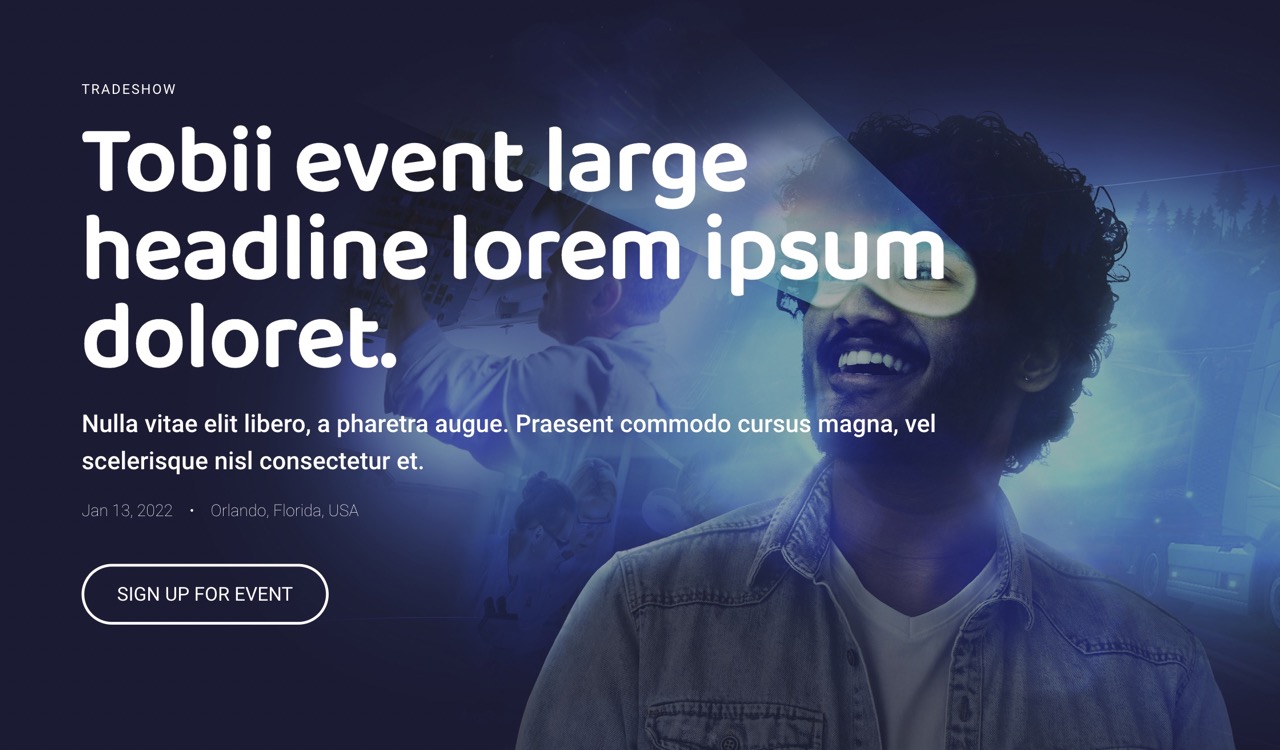 TRADESHOW
Tobii event large
headline lorem ipsum
doloret.
Nulla vitae elit libero, a pharetra augue. Praesent commodo cursus magna, vel
scelerisque nisl consectetur et.
Jan 13, 2022 • Orlando, Florida, USA
SIGN UP FOR EVENT